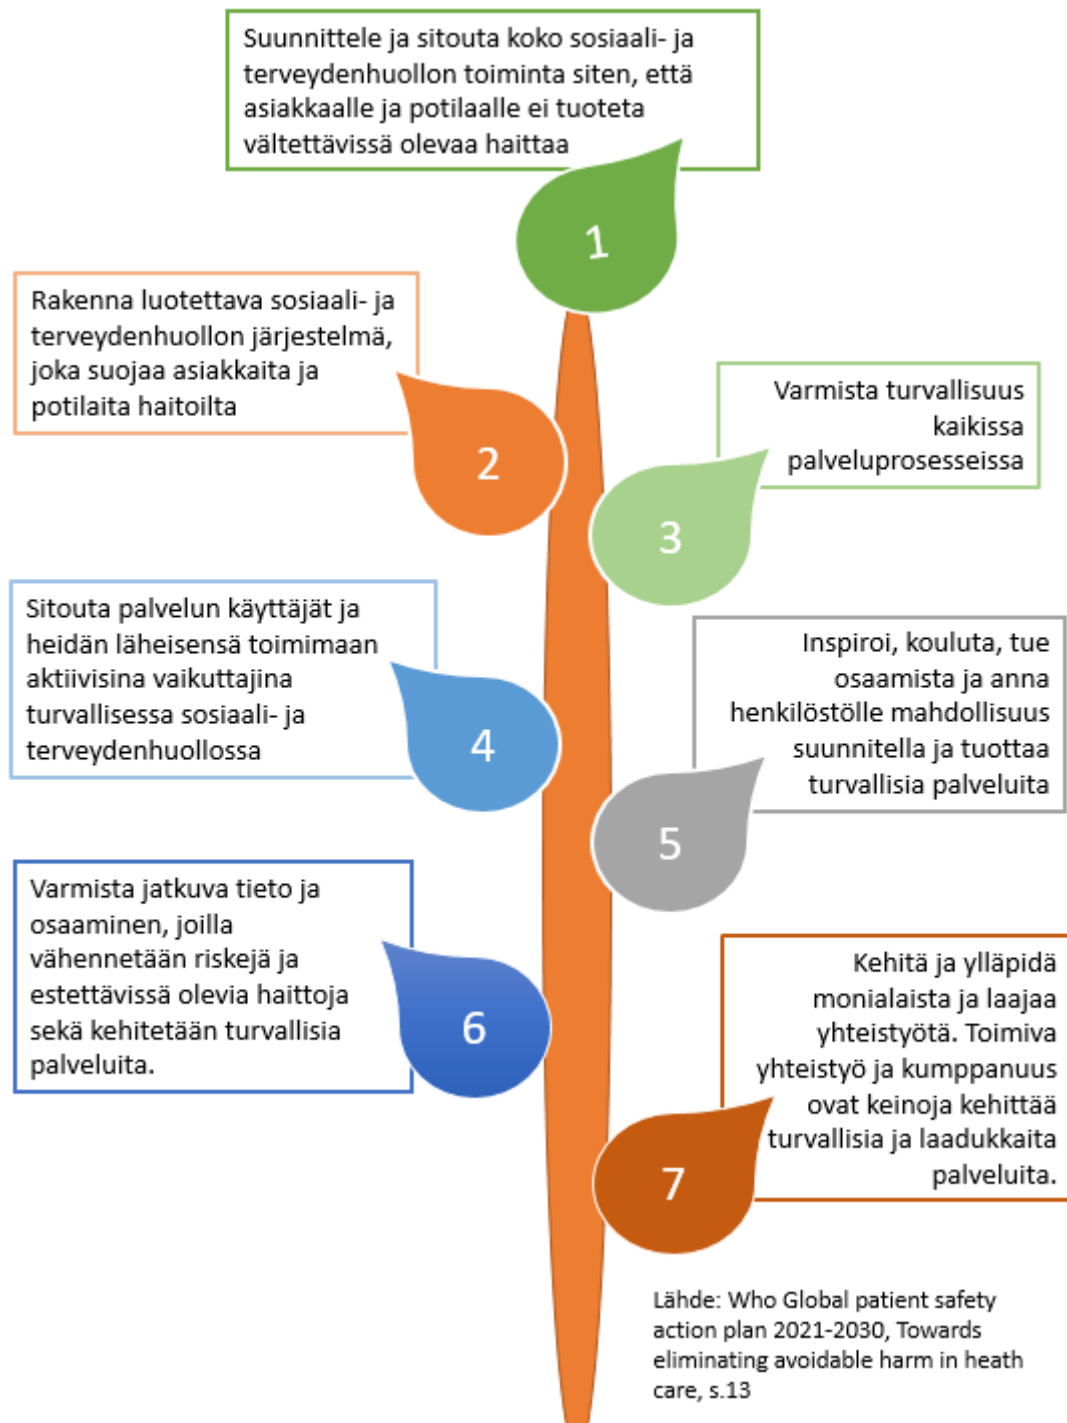 Suunnittele ja sitouta koko sosiaali- ja
terveydenhuollon toiminta siten, että
asiakkaalle ja potilaalle ei tuoteta
vältettävissä olevaa haittaa
1
Rakenna luotettava sosiaali- ja
terveydenhuollon järjestelmä,
joka suojaa asiakkaita ja
potilaita haitoilta
2
Varmista turvallisuus
kaikissa
palveluprosesseissa
3
Sitouta palvelun käyttäjät ja
heidän läheisensä toimimaan
aktiivisina vaikuttajina
turvallisessa sosiaali- ja
terveydenhuollossa
4
Inspiroi, kouluta, tue
osaamista ja anna
henkilöstölle mahdollisuus
suunnitella ja tuottaa
turvallisia palveluita
5
Varmista jatkuva tieto ja
osaaminen, joilla
vähennetään riskejä ja
estettävissä olevia haittoja
sekä kehitetään turvallisia
palveluita.
6
Kehitä ja ylläpidä
monialaista ja laajaa
yhteistyötä. Toimiva
yhteistyö ja kumppanuus
ovat keinoja kehittää
turvallisia ja laadukkaita
palveluita.
7
Lähde: Who Global patient safety
action plan 2021-2030, Towards
eliminating avoidable harm in heath
care, s.13